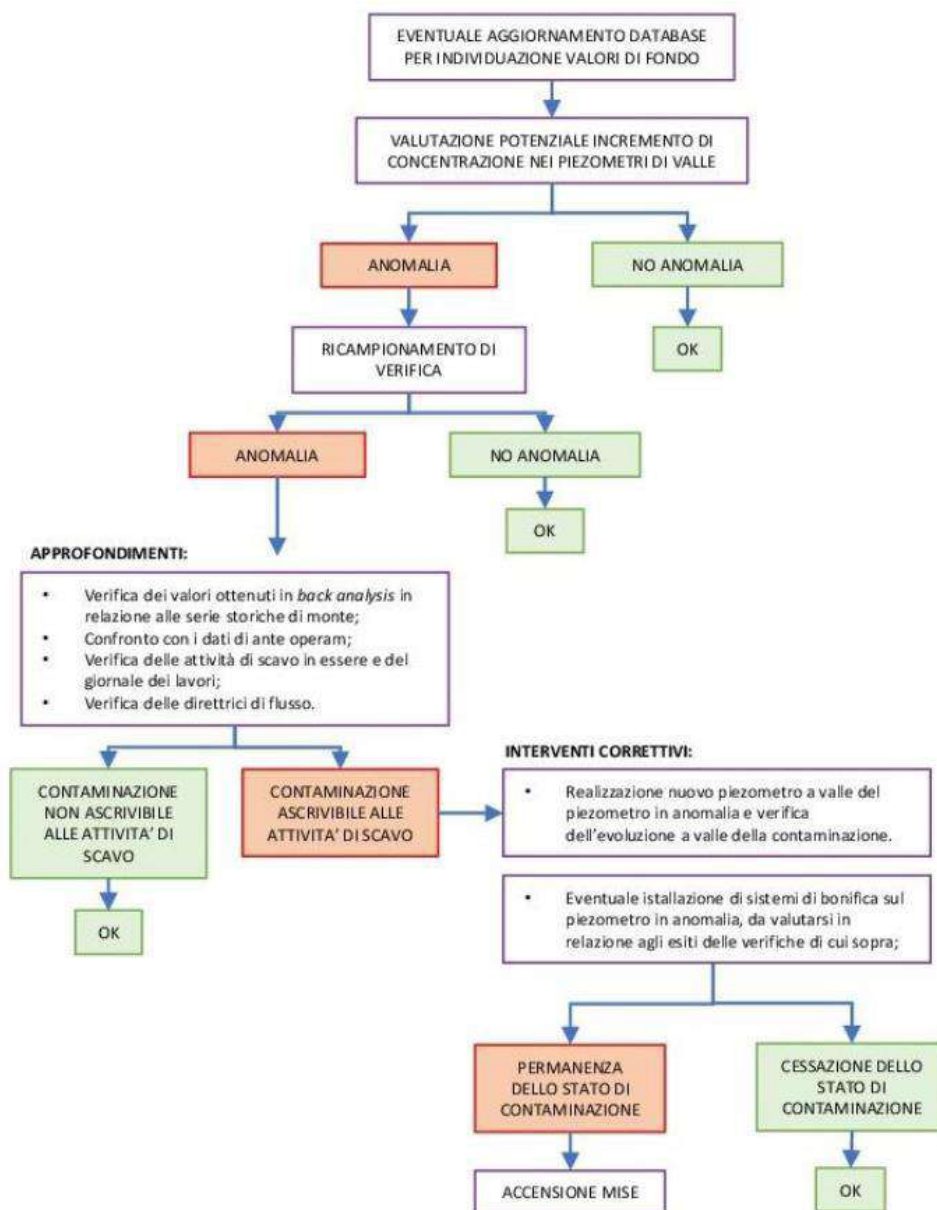 EVENTUALE AGGIORNAMENTO DATABASE
PER INDIVIDUAZIONE VALORI DI FONDO
VALUTAZIONE POTENZIALE INCREMENTO DI
CONCENTRAZIONE NEI PIEZOMETRI DI VALLE
ANOMALIA
NO ANOMALIA
OK
RICAMPIONAMENTO DI
VERIFICA
ANOMALIA
NO ANOMALIA
OK
APPROFONDIMENTI:
• Verifica dei valori ottenuti in back analysis in
relazione alle serie storiche di monte;
• Confronto con i dati di ante operam;
• Verifica delle attività di scavo in essere e del
giornale dei lavori;
• Verifica delle direttrici di flusso.
CONTAMINAZIONE
NON ASCRIVIBILE
ALLE ATTIVITA' DI
SCAVO
OK
CONTAMINAZIONE
ASCRIVIBILE ALLE
ATTIVITA' DI SCAVO
INTERVENTI CORRETTIVI:
• Realizzazione nuovo piezometro a valle del
piezometro in anomalia e verifica
dell'evoluzione a valle della contaminazione.
• Eventuale istallazione di sistemi di bonifica sul
piezometro in anomalia, da valutarsi in
relazione agli esiti delle verifiche di cui sopra;
PERMANENZA
DELLO STATO DI
CONTAMINAZIONE
CESSAZIONE DELLO
STATO DI
CONTAMINAZIONE
ACCENSIONE MISE
OK